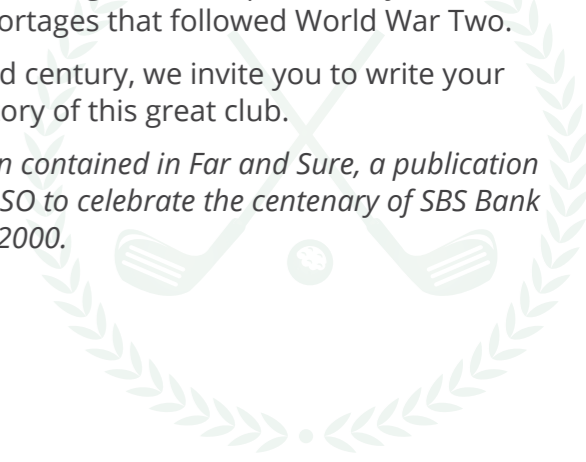 ortages that followed World War Two.
d century, we invite you to write your
ory of this great club.
n contained in Far and Sure, a publication
SO to celebrate the centenary of SBS Bank
2000.